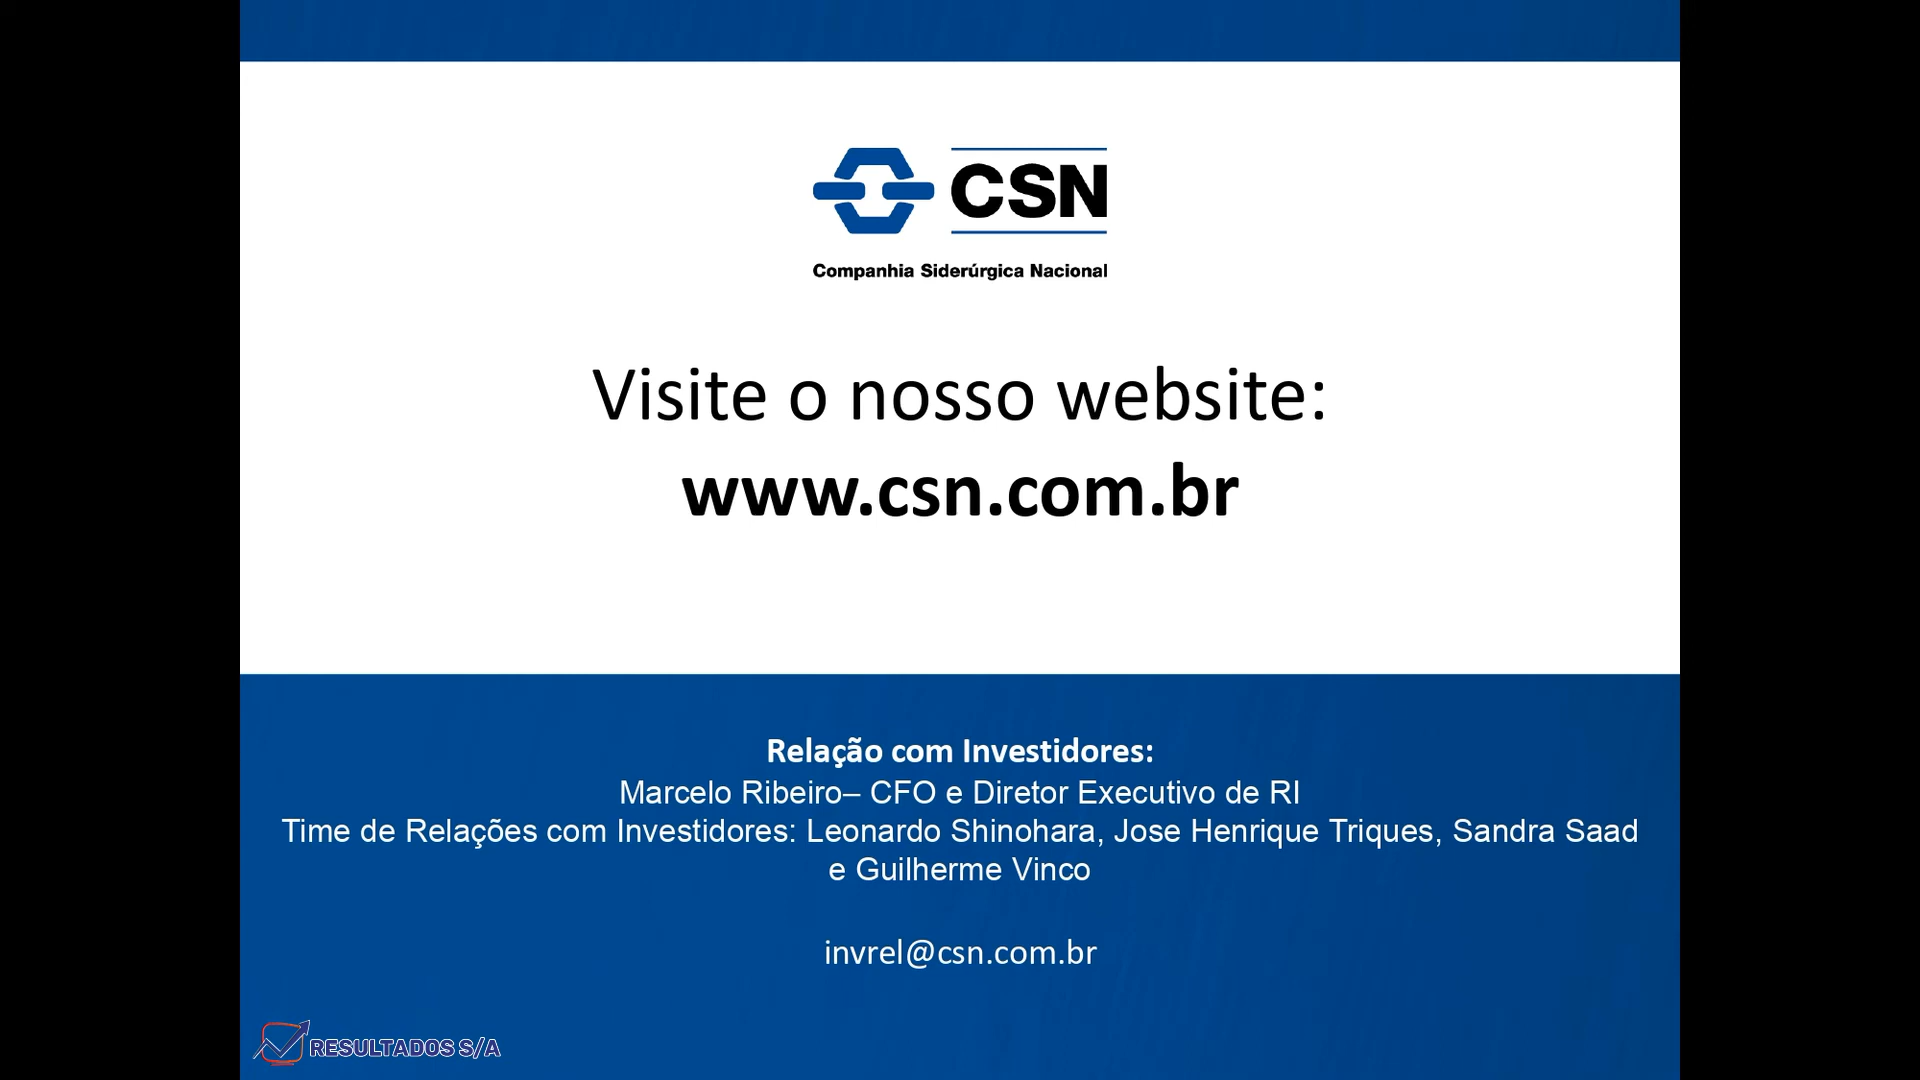 CSN
Companhia Siderúrgica Nacional
Visite o nosso website:
www.csn.com.br
Relação com Investidores:
Marcelo Ribeiro– CFO e Diretor Executivo de RI
Time de Relações com Investidores: Leonardo Shinohara, Jose Henrique Triques, Sandra Saad
e Guilherme Vinco
invrel@csn.com.br
RESULTADOS S/A